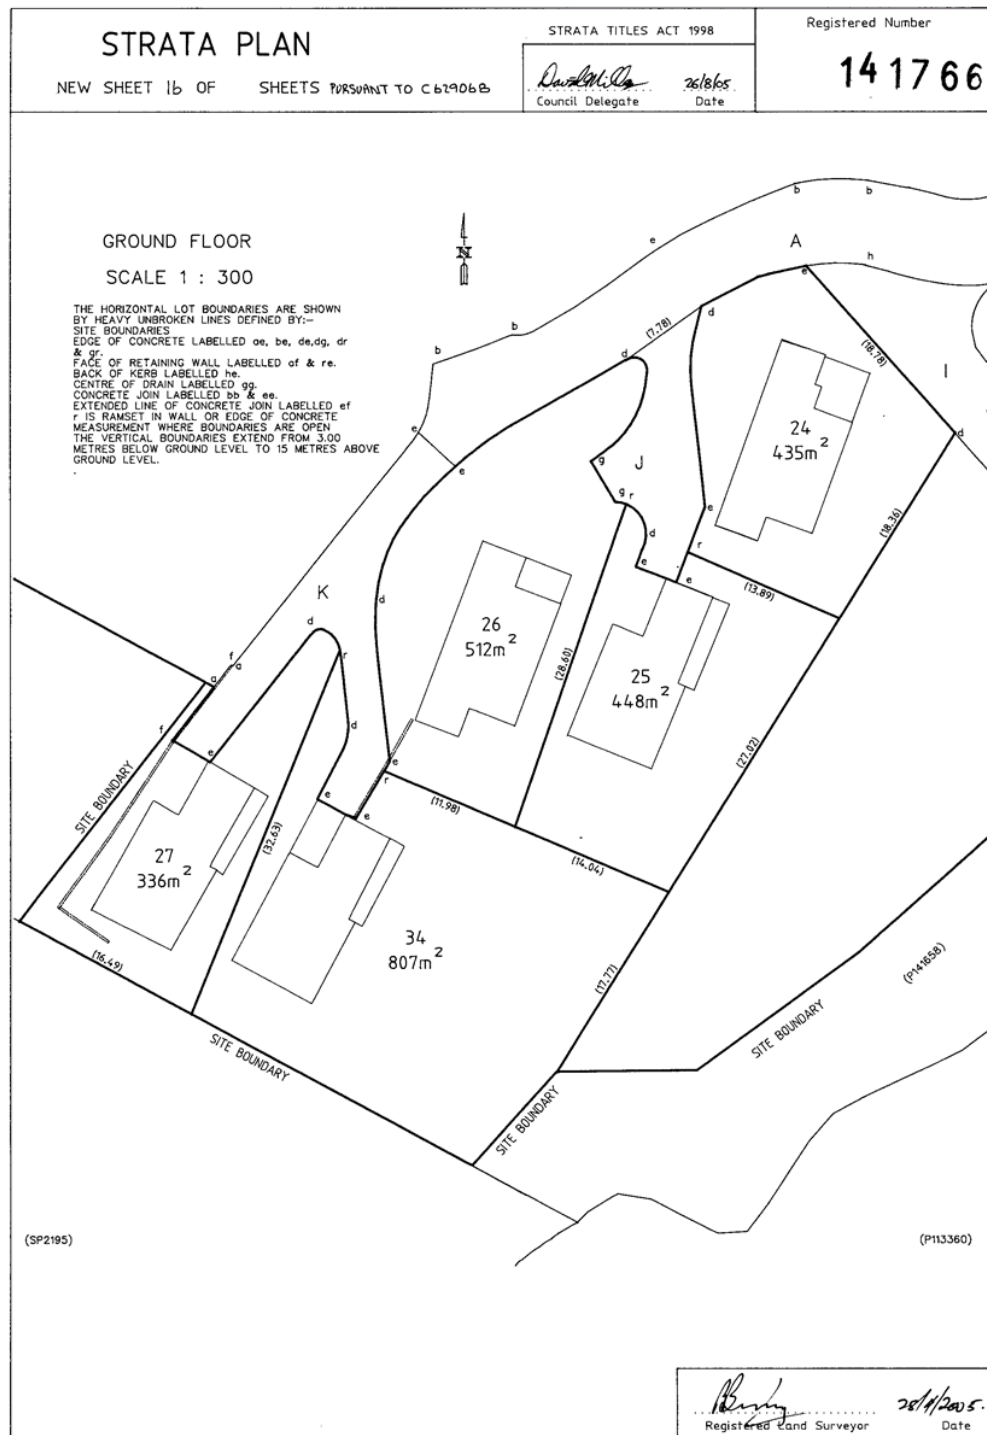 STRATA PLAN
NEW SHEET 16 OF SHEETS PURSUANT TO C629068
STRATA TITLES ACT 1998
26/8/05
Council Delegate Date
Registered Number
141766
GROUND FLOOR
SCALE 1 : 300
N
THE HORIZONTAL LOT BOUNDARIES ARE SHOWN
BY HEAVY UNBROKEN LINES DEFINED BY:-
SITE BOUNDARIES
EDGE OF CONCRETE LABELLED ae, be, de,dg, dr
& gr.
FACE OF RETAINING WALL LABELLED af & re.
BACK OF KERB LABELLED he.
CENTRE OF DRAIN LABELLED gg.
CONCRETE JOIN LABELLED bb & ee.
EXTENDED LINE OF CONCRETE JOIN LABELLED ef
r IS RAMSET IN WALL OR EDGE OF CONCRETE
MEASUREMENT WHERE BOUNDARIES ARE OPEN
THE VERTICAL BOUNDARIES EXTEND FROM 3.00
METRES BELOW GROUND LEVEL TO 15 METRES ABOVE
GROUND LEVEL.
b b
e A
h
e
b
d
(7.78)
b d
(18.78)
I
24
435m²
d
e
e
g J
g r
e
d
(18.36)
r
e e
(13.89)
K
d
d
26
512m²
(28.60)
25
448m²
r
f
a a
f
e
d
e
r
e
e
(11.98)
(27.02)
SITE BOUNDARY
27
336m²
(32.63)
(14.04)
34
807m²
(16.49)
(17.77)
(P141658)
SITE BOUNDARY
SITE BOUNDARY
SITE BOUNDARY
(SP2195)
(P113360)
28/4/2005.
Registered Land Surveyor Date